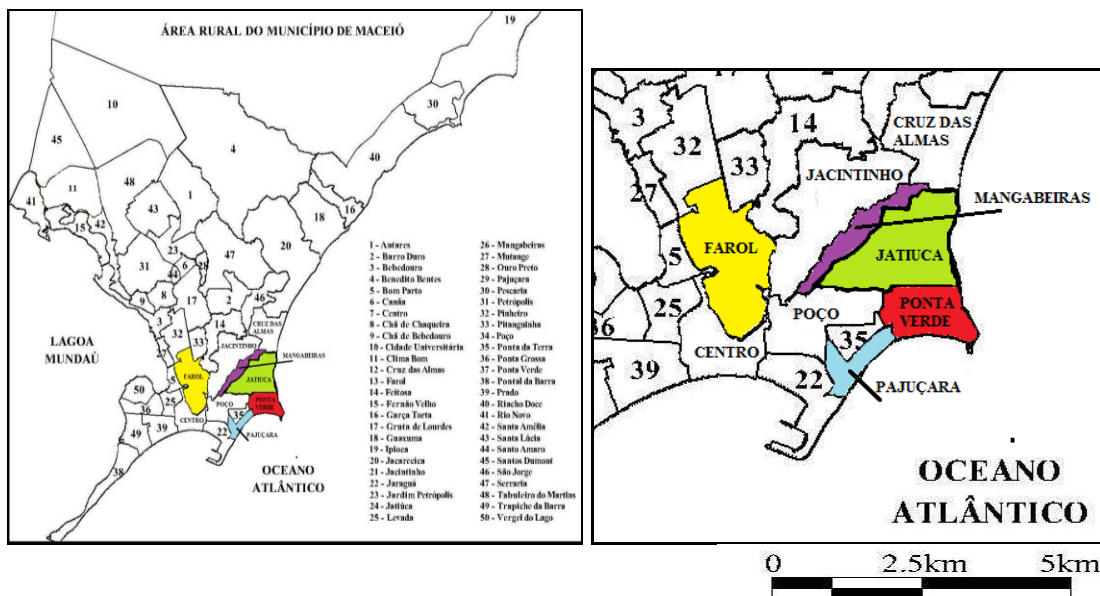 ÁREA RURAL DO MUNICÍPIO DE MACEIÓ
19
10
30
45
4
40
11
48
41
43
1
15
42
18
16
20
23
47
31
44
6
28
9
8
17
2
46
3
32
14
CRUZ DAS
ALMAS
33
JACINTINHO
27
LAGOA
MUNDAÚ
MANGABEIRAS
5
FAROL
JATIUCA
50
25
36
POÇO
PONTA
VERDE
35
49
39
CENTRO
22
PAJUÇARA
38
OCEANO
ATLÂNTICO
1 - Antares
2 - Barro Duro
3 - Bebedouro
4 - Benedito Bentes
5 - Bom Parto
6 - Canãa
7 - Centro
8 - Chã de Chaqueira
9 - Chã de Bebedouro
10 - Cidade Universitária
11 - Clima Bom
12 - Cruz das Almas
13 - Farol
14 - Feitosa
15 - Fernão Velho
16 - Garça Torta
17 - Gruta de Lourdes
18 - Guaxuma
19 - Ipioca
20 - Jacarecica
21 - Jacintinho
22 - Jaraguá
23 - Jardim Petrópolis
24 - Jatiúca
25 - Levada
26 - Mangabeiras
27 - Mutange
28 - Ouro Preto
29 - Pajuçara
30 - Pescaria
31 - Petrópolis
32 - Pinheiro
33 - Pitanguinha
34 - Poço
35 - Ponta da Terra
36 - Ponta Grossa
37 - Ponta Verde
38 - Pontal da Barra
39 - Prado
40 - Riacho Doce
41 - Rio Novo
42 - Santa Amélia
43 - Santa Lúcia
44 - Santo Amaro
45 - Santos Dumont
46 - São Jorge
47 - Serraria
48 - Tabuleiro do Martins
49 - Trapiche da Barra
50 - Vergel do Lago
3
14
CRUZ DAS
ALMAS
32
33
JACINTINHO
27
MANGABEIRAS
5
FAROL
JATIUCA
25
POÇO
PONTA
VERDE
35
CENTRO
39
22
PAJUÇARA
OCEANO
ATLÂNTICO
0 2.5km 5km